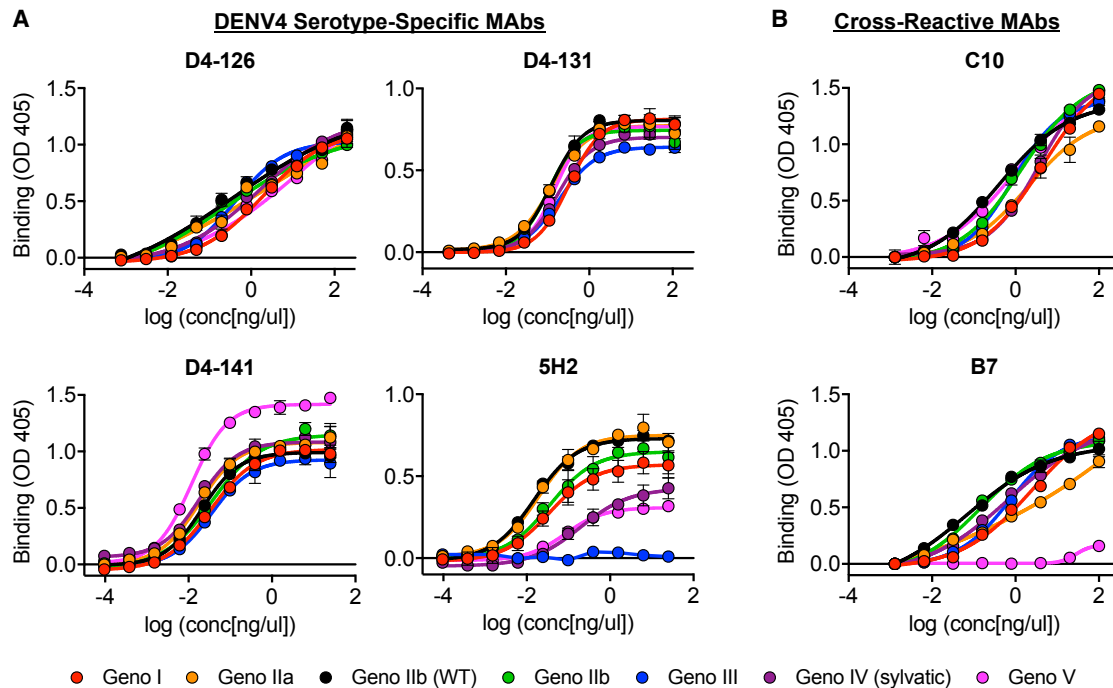 A
DENV4 Serotype-Specific MAbs
B
Cross-Reactive MAbs
D4-126
D4-131
C10
Binding (OD 405)
1.5
1.0
0.5
0.0
-4 -2 0 2
log (conc[ng/ul])
1.0
0.5
0.0
-4 -2 0 2
log (conc[ng/ul])
Binding (OD 405)
1.5
1.0
0.5
0.0
-4 -2 0 2
log (conc[ng/ul])
D4-141
5H2
B7
Binding (OD 405)
1.5
1.0
0.5
0.0
-4 -2 0 2
log (conc[ng/ul])
1.0
0.5
0.0
-4 -2 0 2
log (conc[ng/ul])
Binding (OD 405)
1.5
1.0
0.5
0.0
-4 -2 0 2
log (conc[ng/ul])
Geno I Geno IIa Geno IIb (WT) Geno IIb Geno III Geno IV (sylvatic) Geno V